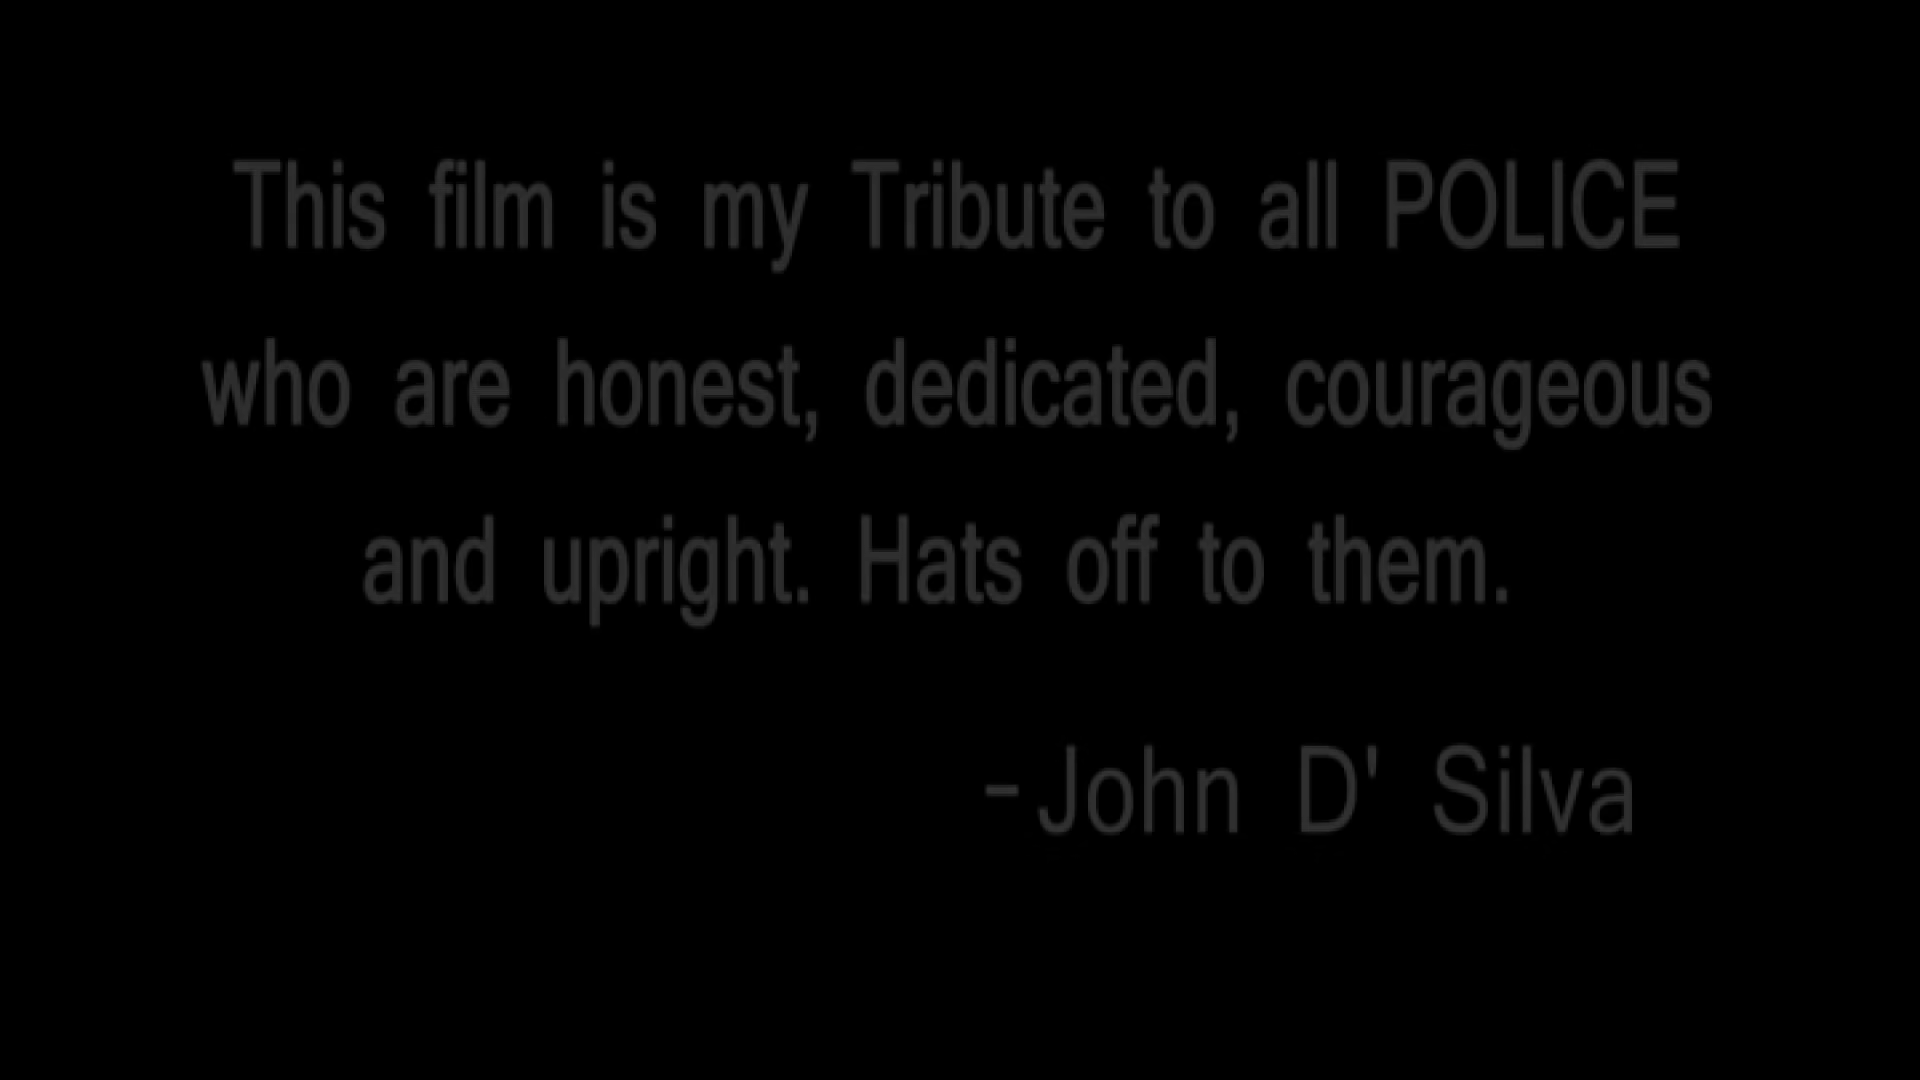 This film is my Tribute to all POLICE
who are honest, dedicated, courageous
and upright. Hats off to them.
-John D' Silva